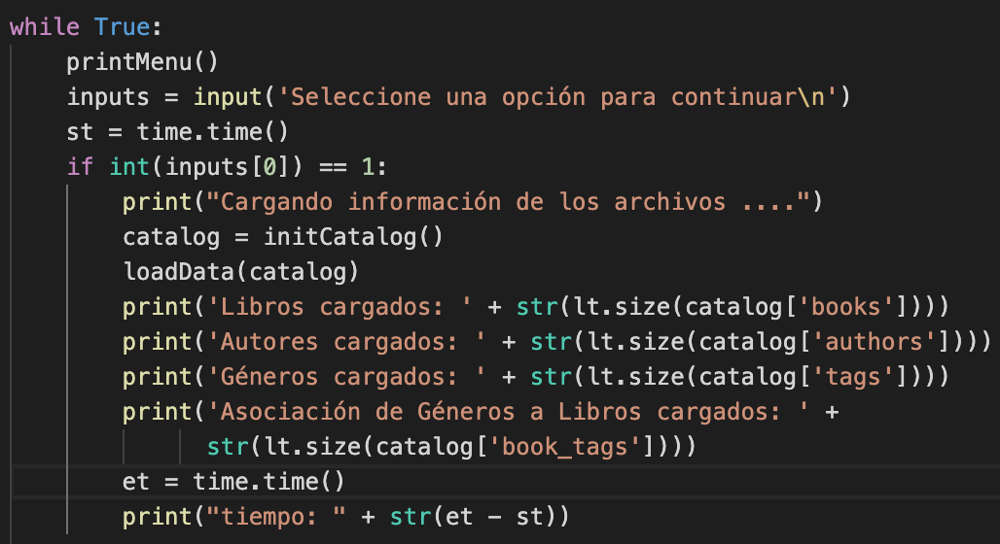 while True:
    printMenu()
    inputs = input('Seleccione una opción para continuar\n')
    st = time.time()
    if int(inputs[0]) == 1:
        print("Cargando información de los archivos ....")
        catalog = initCatalog()
        loadData(catalog)
        print('Libros cargados: ' + str(lt.size(catalog['books'])))
        print('Autores cargados: ' + str(lt.size(catalog['authors'])))
        print('Géneros cargados: ' + str(lt.size(catalog['tags'])))
        print('Asociación de Géneros a Libros cargados: ' +
              str(lt.size(catalog['book_tags'])))
        et = time.time()
        print("tiempo: " + str(et - st))